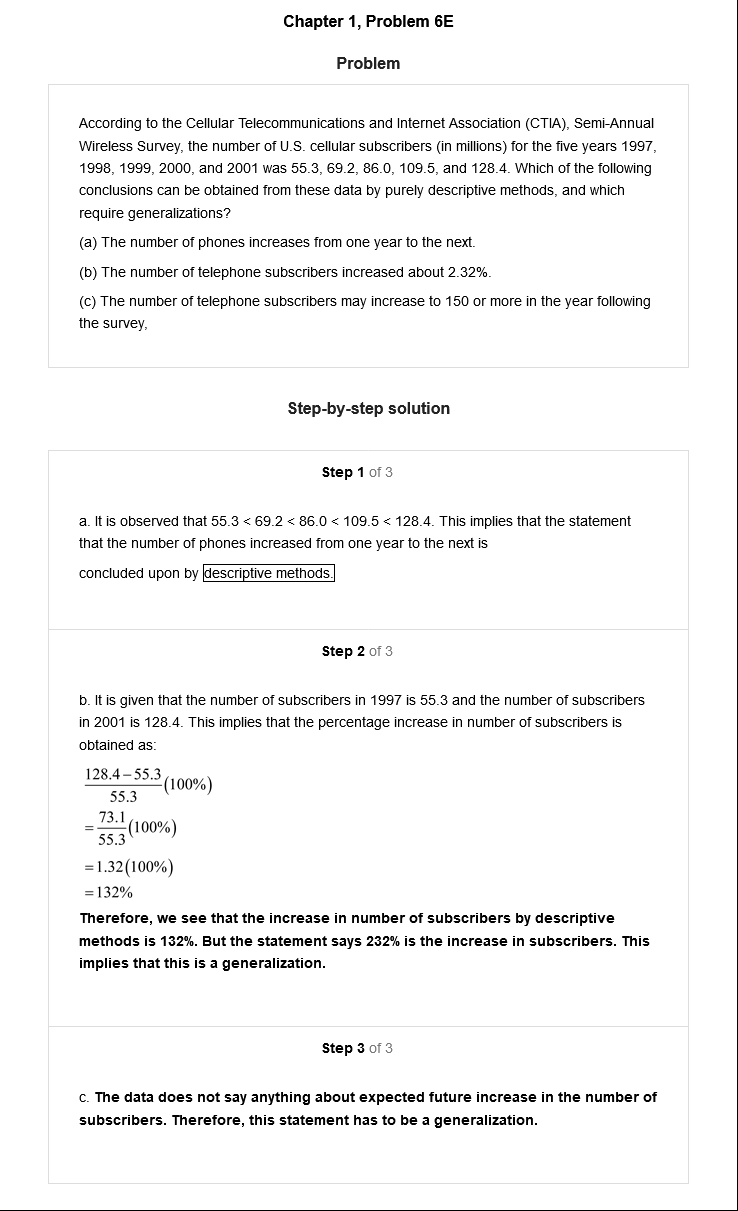 Chapter 1, Problem 6E
Problem
According to the Cellular Telecommunications and Internet Association (CTIA), Semi-Annual
Wireless Survey, the number of U.S. cellular subscribers (in millions) for the five years 1997,
1998, 1999, 2000, and 2001 was 55.3, 69.2, 86.0, 109.5, and 128.4. Which of the following
conclusions can be obtained from these data by purely descriptive methods, and which
require generalizations?
(a) The number of phones increases from one year to the next.
(b) The number of telephone subscribers increased about 2.32%.
(c) The number of telephone subscribers may increase to 150 or more in the year following
the survey,
Step-by-step solution
Step 1 of 3
a. It is observed that 55.3 < 69.2 < 86.0 < 109.5 < 128.4. This implies that the statement
that the number of phones increased from one year to the next is
concluded upon by descriptive methods.
Step 2 of 3
b. It is given that the number of subscribers in 1997 is 55.3 and the number of subscribers
in 2001 is 128.4. This implies that the percentage increase in number of subscribers is
obtained as:
128.4 – 55.3
55.3
(100%)
= 73.1
55.3
(100%)
= 1.32(100%)
= 132%
Therefore, we see that the increase in number of subscribers by descriptive
methods is 132%. But the statement says 232% is the increase in subscribers. This
implies that this is a generalization.
Step 3 of 3
c. The data does not say anything about expected future increase in the number of
subscribers. Therefore, this statement has to be a generalization.